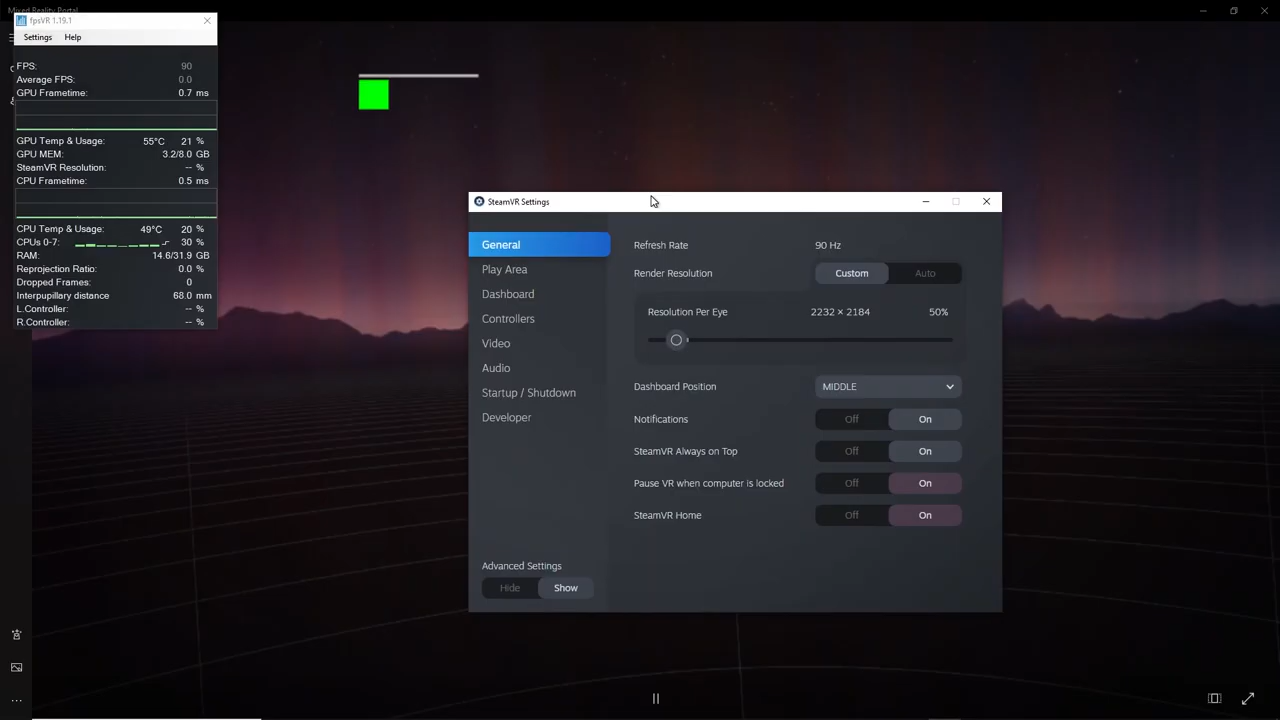 Mixed Reality Portal
fpsVR 1.19.1
Settings Help
FPS: 90
Average FPS: 0.0
GPU Frametime: 0.7 ms
GPU Temp & Usage: 55°C 21 %
GPU MEM: 3.2/8.0 GB
SteamVR Resolution: -- %
CPU Frametime: 0.5 ms
CPU Temp & Usage: 49°C 20 %
CPUs 0-7: 30 %
RAM: 14.6/31.9 GB
Reprojection Ratio: 0.0 %
Dropped Frames: 0
Interpupillary distance 68.0 mm
L.Controller: -- %
R.Controller: -- %
SteamVR Settings
General
Play Area
Dashboard
Controllers
Video
Audio
Startup / Shutdown
Developer
Advanced Settings
Hide Show
Refresh Rate 90 Hz
Render Resolution Custom Auto
Resolution Per Eye 2232 × 2184 50%
Dashboard Position MIDDLE
Notifications Off On
SteamVR Always on Top Off On
Pause VR when computer is locked Off On
SteamVR Home Off On